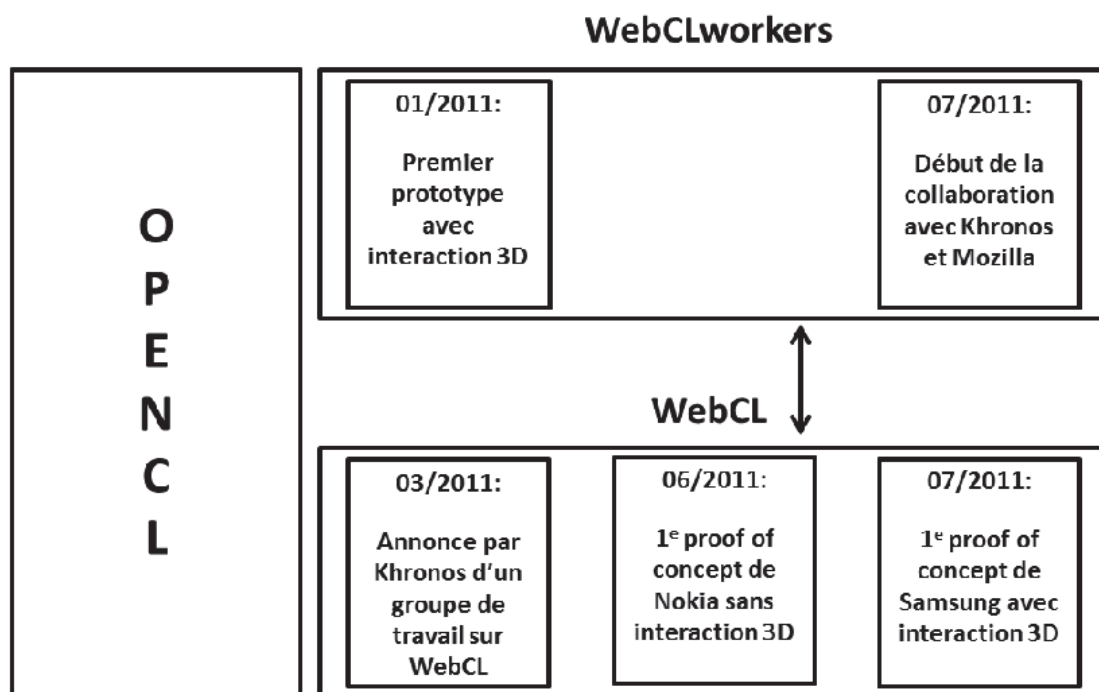 WebCLworkers
O
P
E
N
C
L
01/2011:
Premier
prototype
avec
interaction 3D
07/2011:
Début de la
collaboration
avec Khronos
et Mozilla
WebCL
03/2011:
Annonce par
Khronos d'un
groupe de
travail sur
WebCL
06/2011:
1ᵉ proof of
concept de
Nokia sans
interaction 3D
07/2011:
1ᵉ proof of
concept de
Samsung avec
interaction 3D